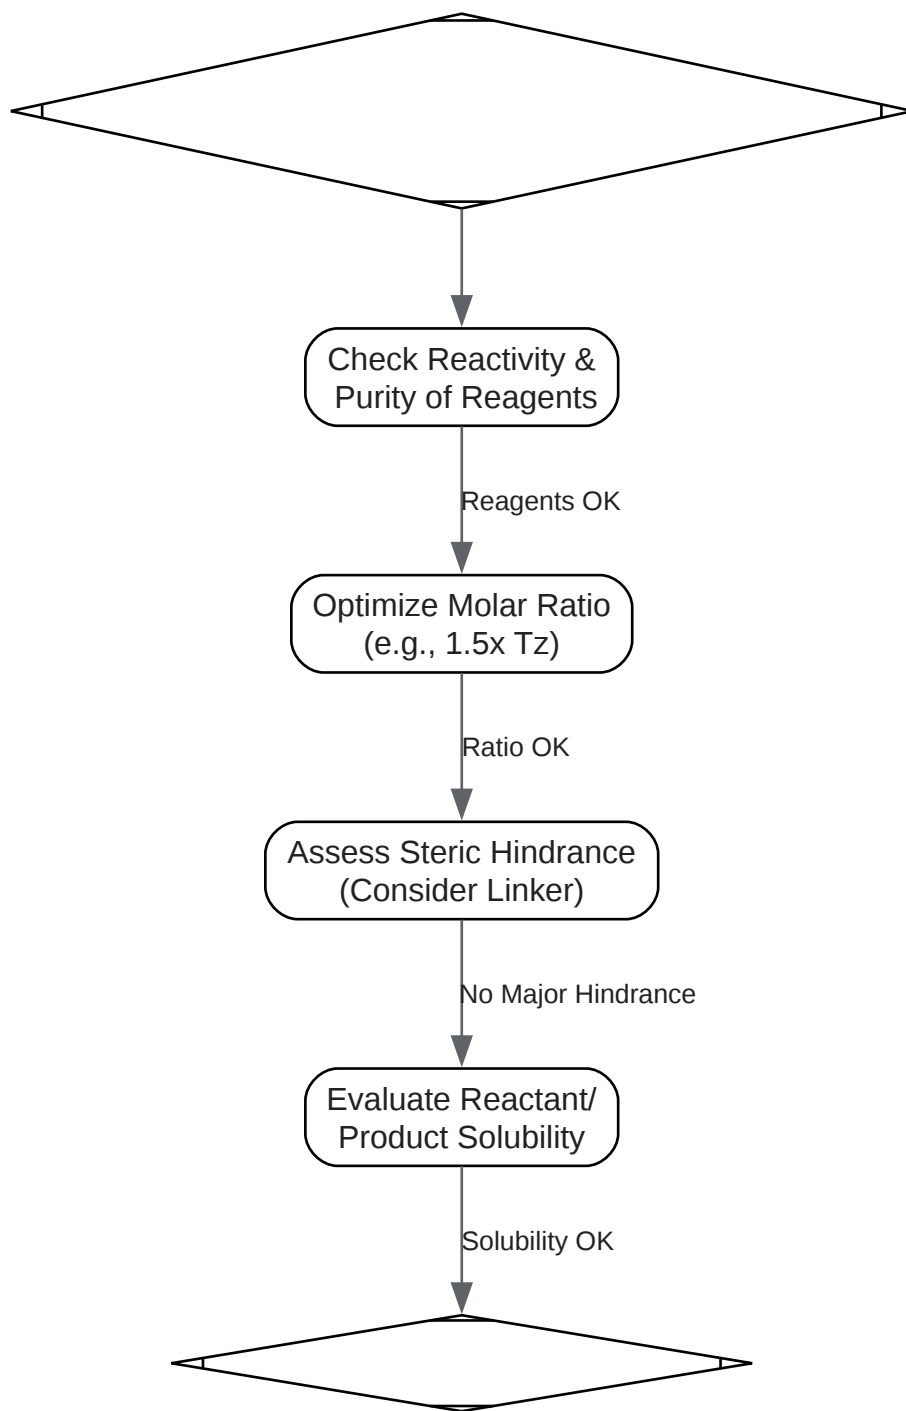 Check Reactivity &
Purity of Reagents
Reagents OK
Optimize Molar Ratio
(e.g., 1.5x Tz)
Ratio OK
Assess Steric Hindrance
(Consider Linker)
No Major Hindrance
Evaluate Reactant/
Product Solubility
Solubility OK